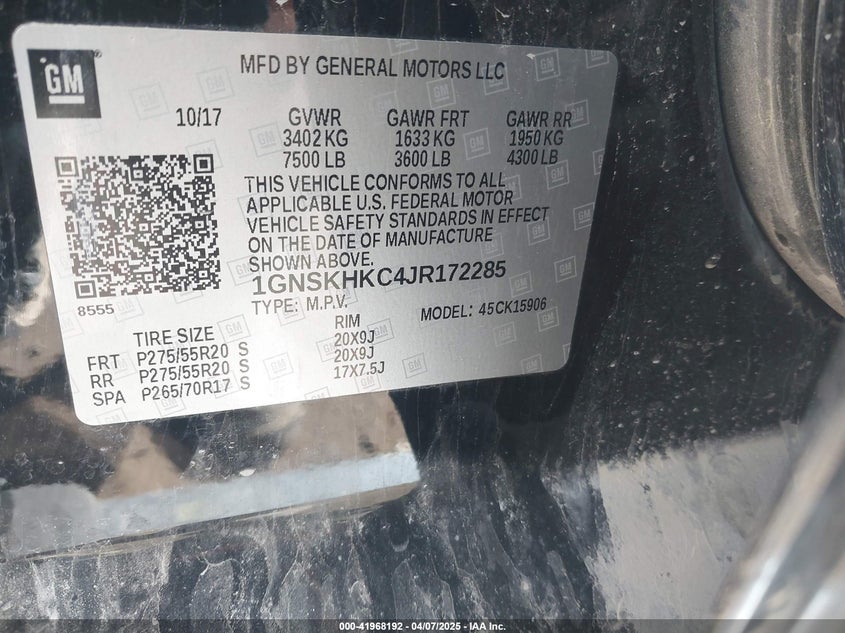 GM
MFD BY GENERAL MOTORS LLC
10/17 GVWR GAWR FRT GAWR RR
3402 KG 1633 KG 1950 KG
7500 LB 3600 LB 4300 LB
THIS VEHICLE CONFORMS TO ALL
APPLICABLE U.S. FEDERAL MOTOR
VEHICLE SAFETY STANDARDS IN EFFECT
ON THE DATE OF MANUFACTURE
SHOWN ABOVE.
1GNSKHKC4JR172285
8555
TYPE: M.P.V. MODEL: 45CK15906
TIRE SIZE RIM
FRT P275/55R20 S 20X9J
RR P275/55R20 S 20X9J
SPA P265/70R17 S 17X7.5J
000-41968192 - 04/07/2025 - IAA Inc.